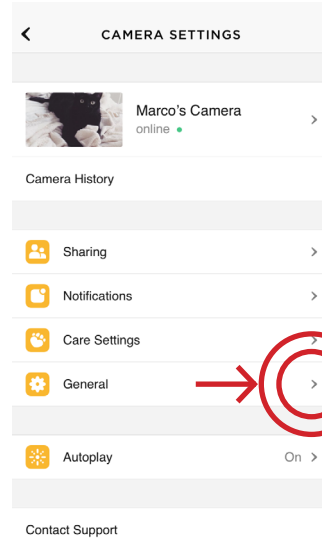 CAMERA SETTINGS
Marco’s Camera
online
Camera History
Sharing
Notifications
Care Settings
General
Autoplay On
Contact Support